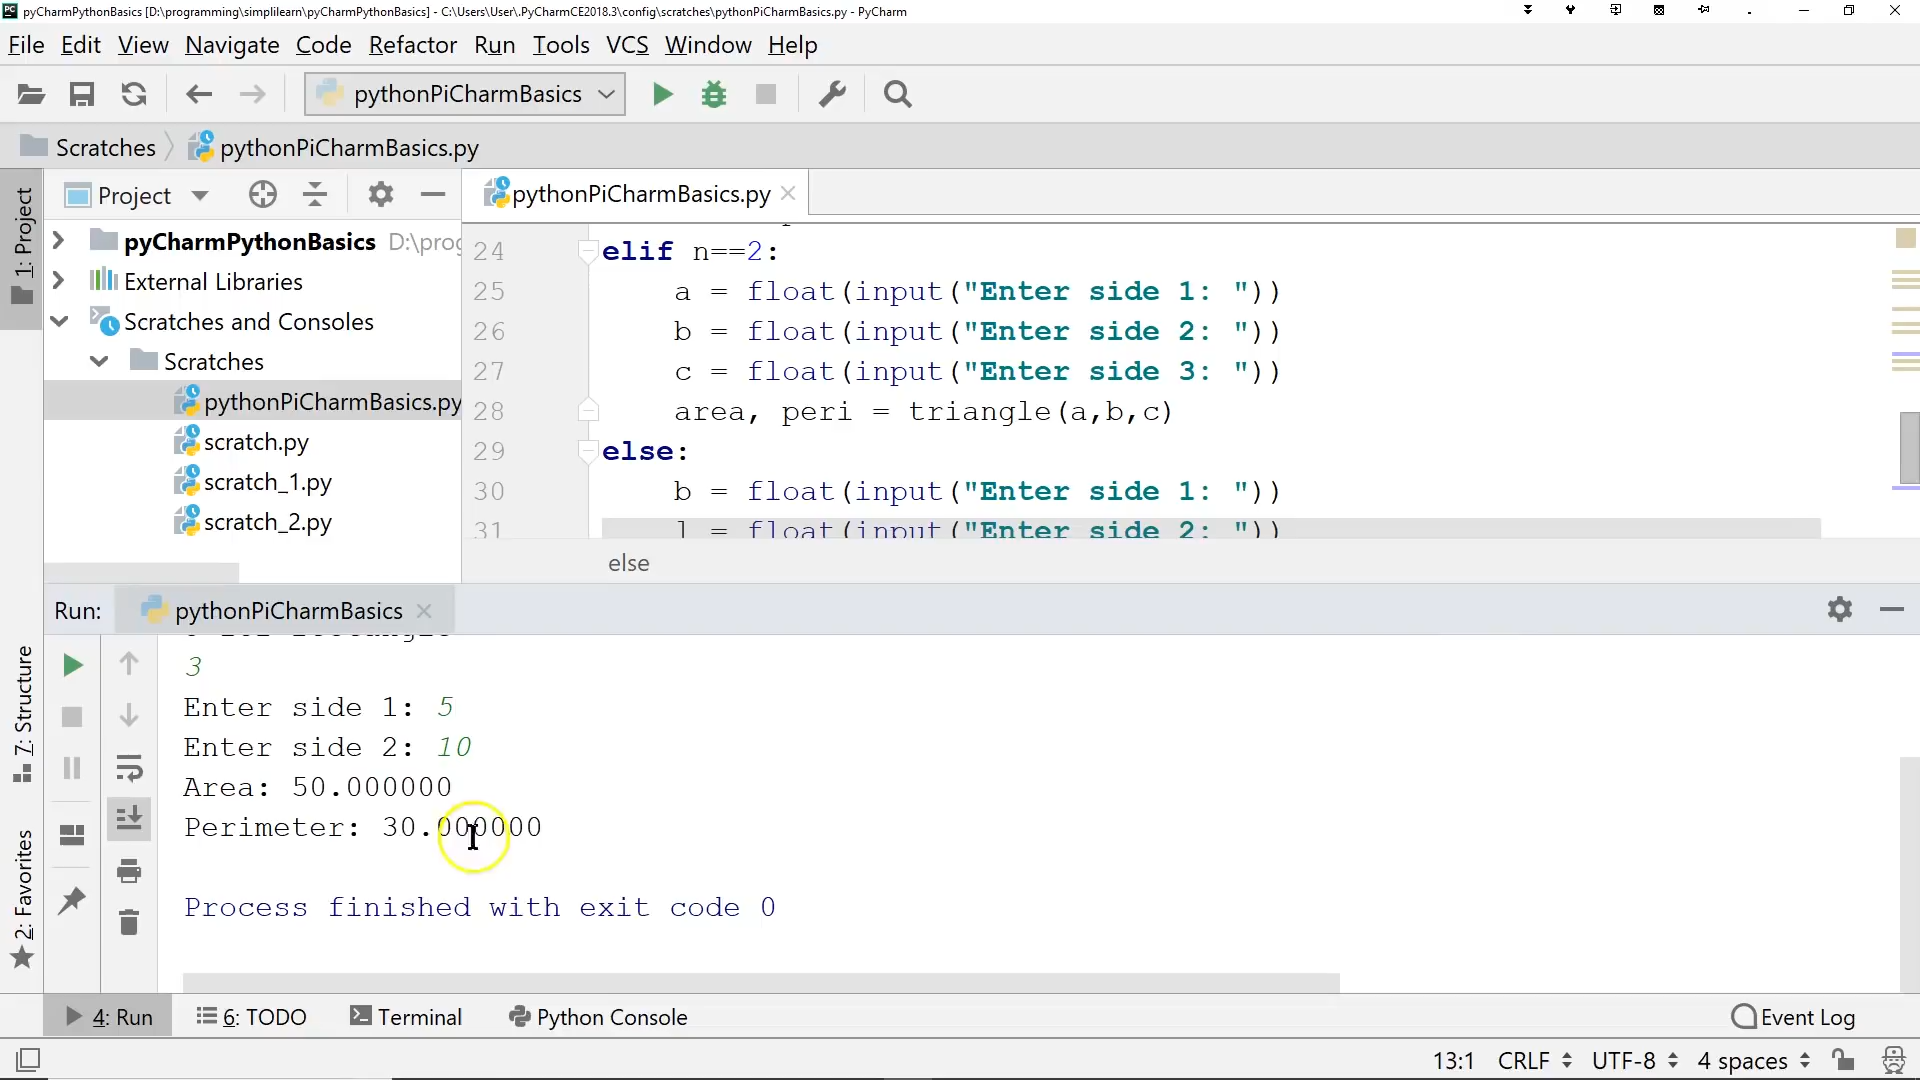 pyCharmPythonBasics [D:\programming\simplilearn\pyCharmPythonBasics] - C:\Users\User\.PyCharmCE2018.3\config\scratches\pythonPiCharmBasics.py - PyCharm
File Edit View Navigate Code Refactor Run Tools VCS Window Help
pythonPiCharmBasics
Scratches pythonPiCharmBasics.py
1: Project
Project
pythonPiCharmBasics.py
pyCharmPythonBasics D:\prog
External Libraries
Scratches and Consoles
Scratches
pythonPiCharmBasics.py
scratch.py
scratch_1.py
scratch_2.py
24 elif n==2:
25 a = float(input("Enter side 1: "))
26 b = float(input("Enter side 2: "))
27 c = float(input("Enter side 3: "))
28 area, peri = triangle(a,b,c)
29 else:
30 b = float(input("Enter side 1: "))
31 l = float(input("Enter side 2: "))
else
Run: pythonPiCharmBasics
7: Structure
2: Favorites
3
Enter side 1: 5
Enter side 2: 10
Area: 50.000000
Perimeter: 30.000000
Process finished with exit code 0
4: Run 6: TODO Terminal Python Console Event Log
13:1 CRLF UTF-8 4 spaces